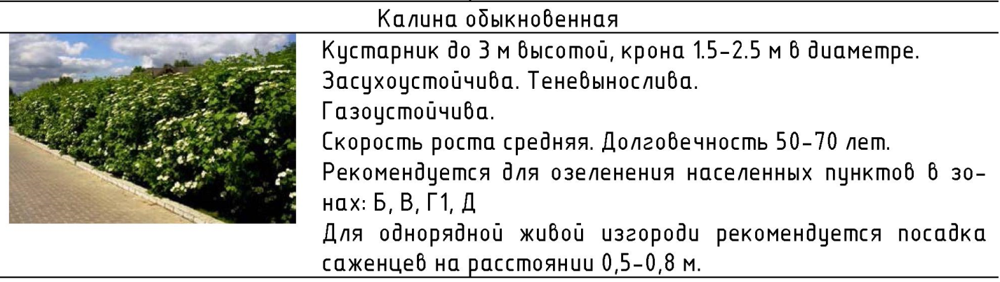 Калина обыкновенная
Кустарник до 3 м высотой, крона 1.5-2.5 м в диаметре.
Засухоустойчива. Теневынослива.
Газоустойчива.
Скорость роста средняя. Долговечность 50-70 лет.
Рекомендуется для озеленения населенных пунктов в зо-
нах: Б, В, Г1, Д
Для однорядной живой изгороди рекомендуется посадка
саженцев на расстоянии 0,5-0,8 м.